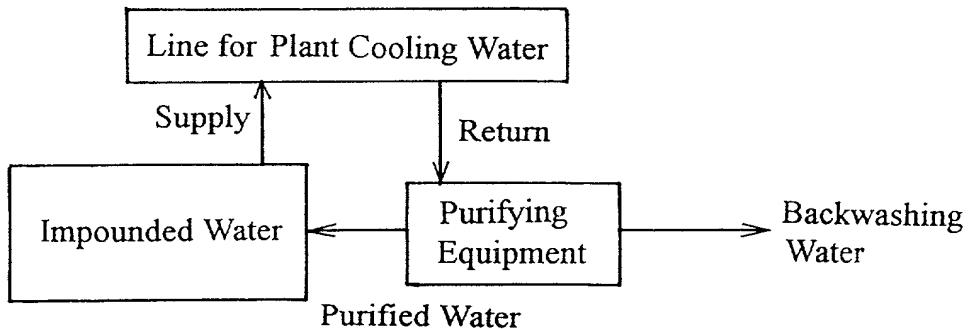 Line for Plant Cooling Water
Supply
Return
Impounded Water
Purifying
Equipment
Backwashing
Water
Purified Water